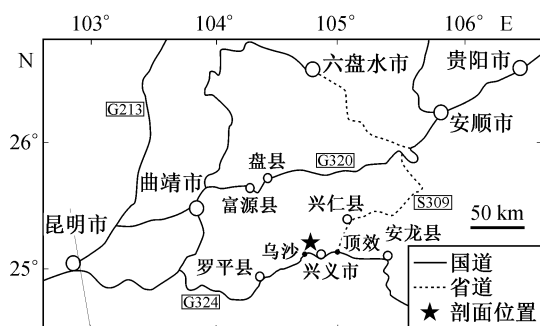 103° 104° 105° 106° E
N
六盘水市
贵阳市
G213
安顺市
26°
盘县
G320
曲靖市
富源县
兴仁县
S309
昆明市
50 km
乌沙
顶效
安龙县
25°
罗平县
兴义市
G324
国道
省道
剖面位置